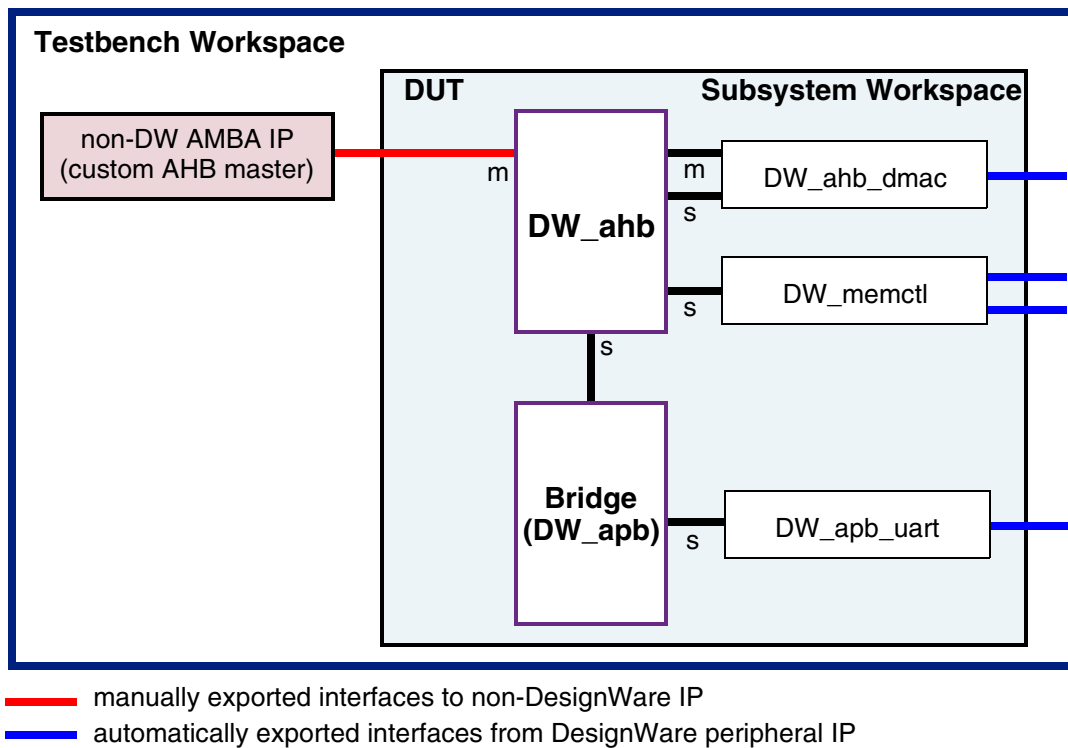 Testbench Workspace
DUT
Subsystem Workspace
non-DW AMBA IP
(custom AHB master)
m
DW_ahb
m
s
DW_ahb_dmac
s
DW_memctl
s
Bridge
(DW_apb)
s
DW_apb_uart
manually exported interfaces to non-DesignWare IP
automatically exported interfaces from DesignWare peripheral IP